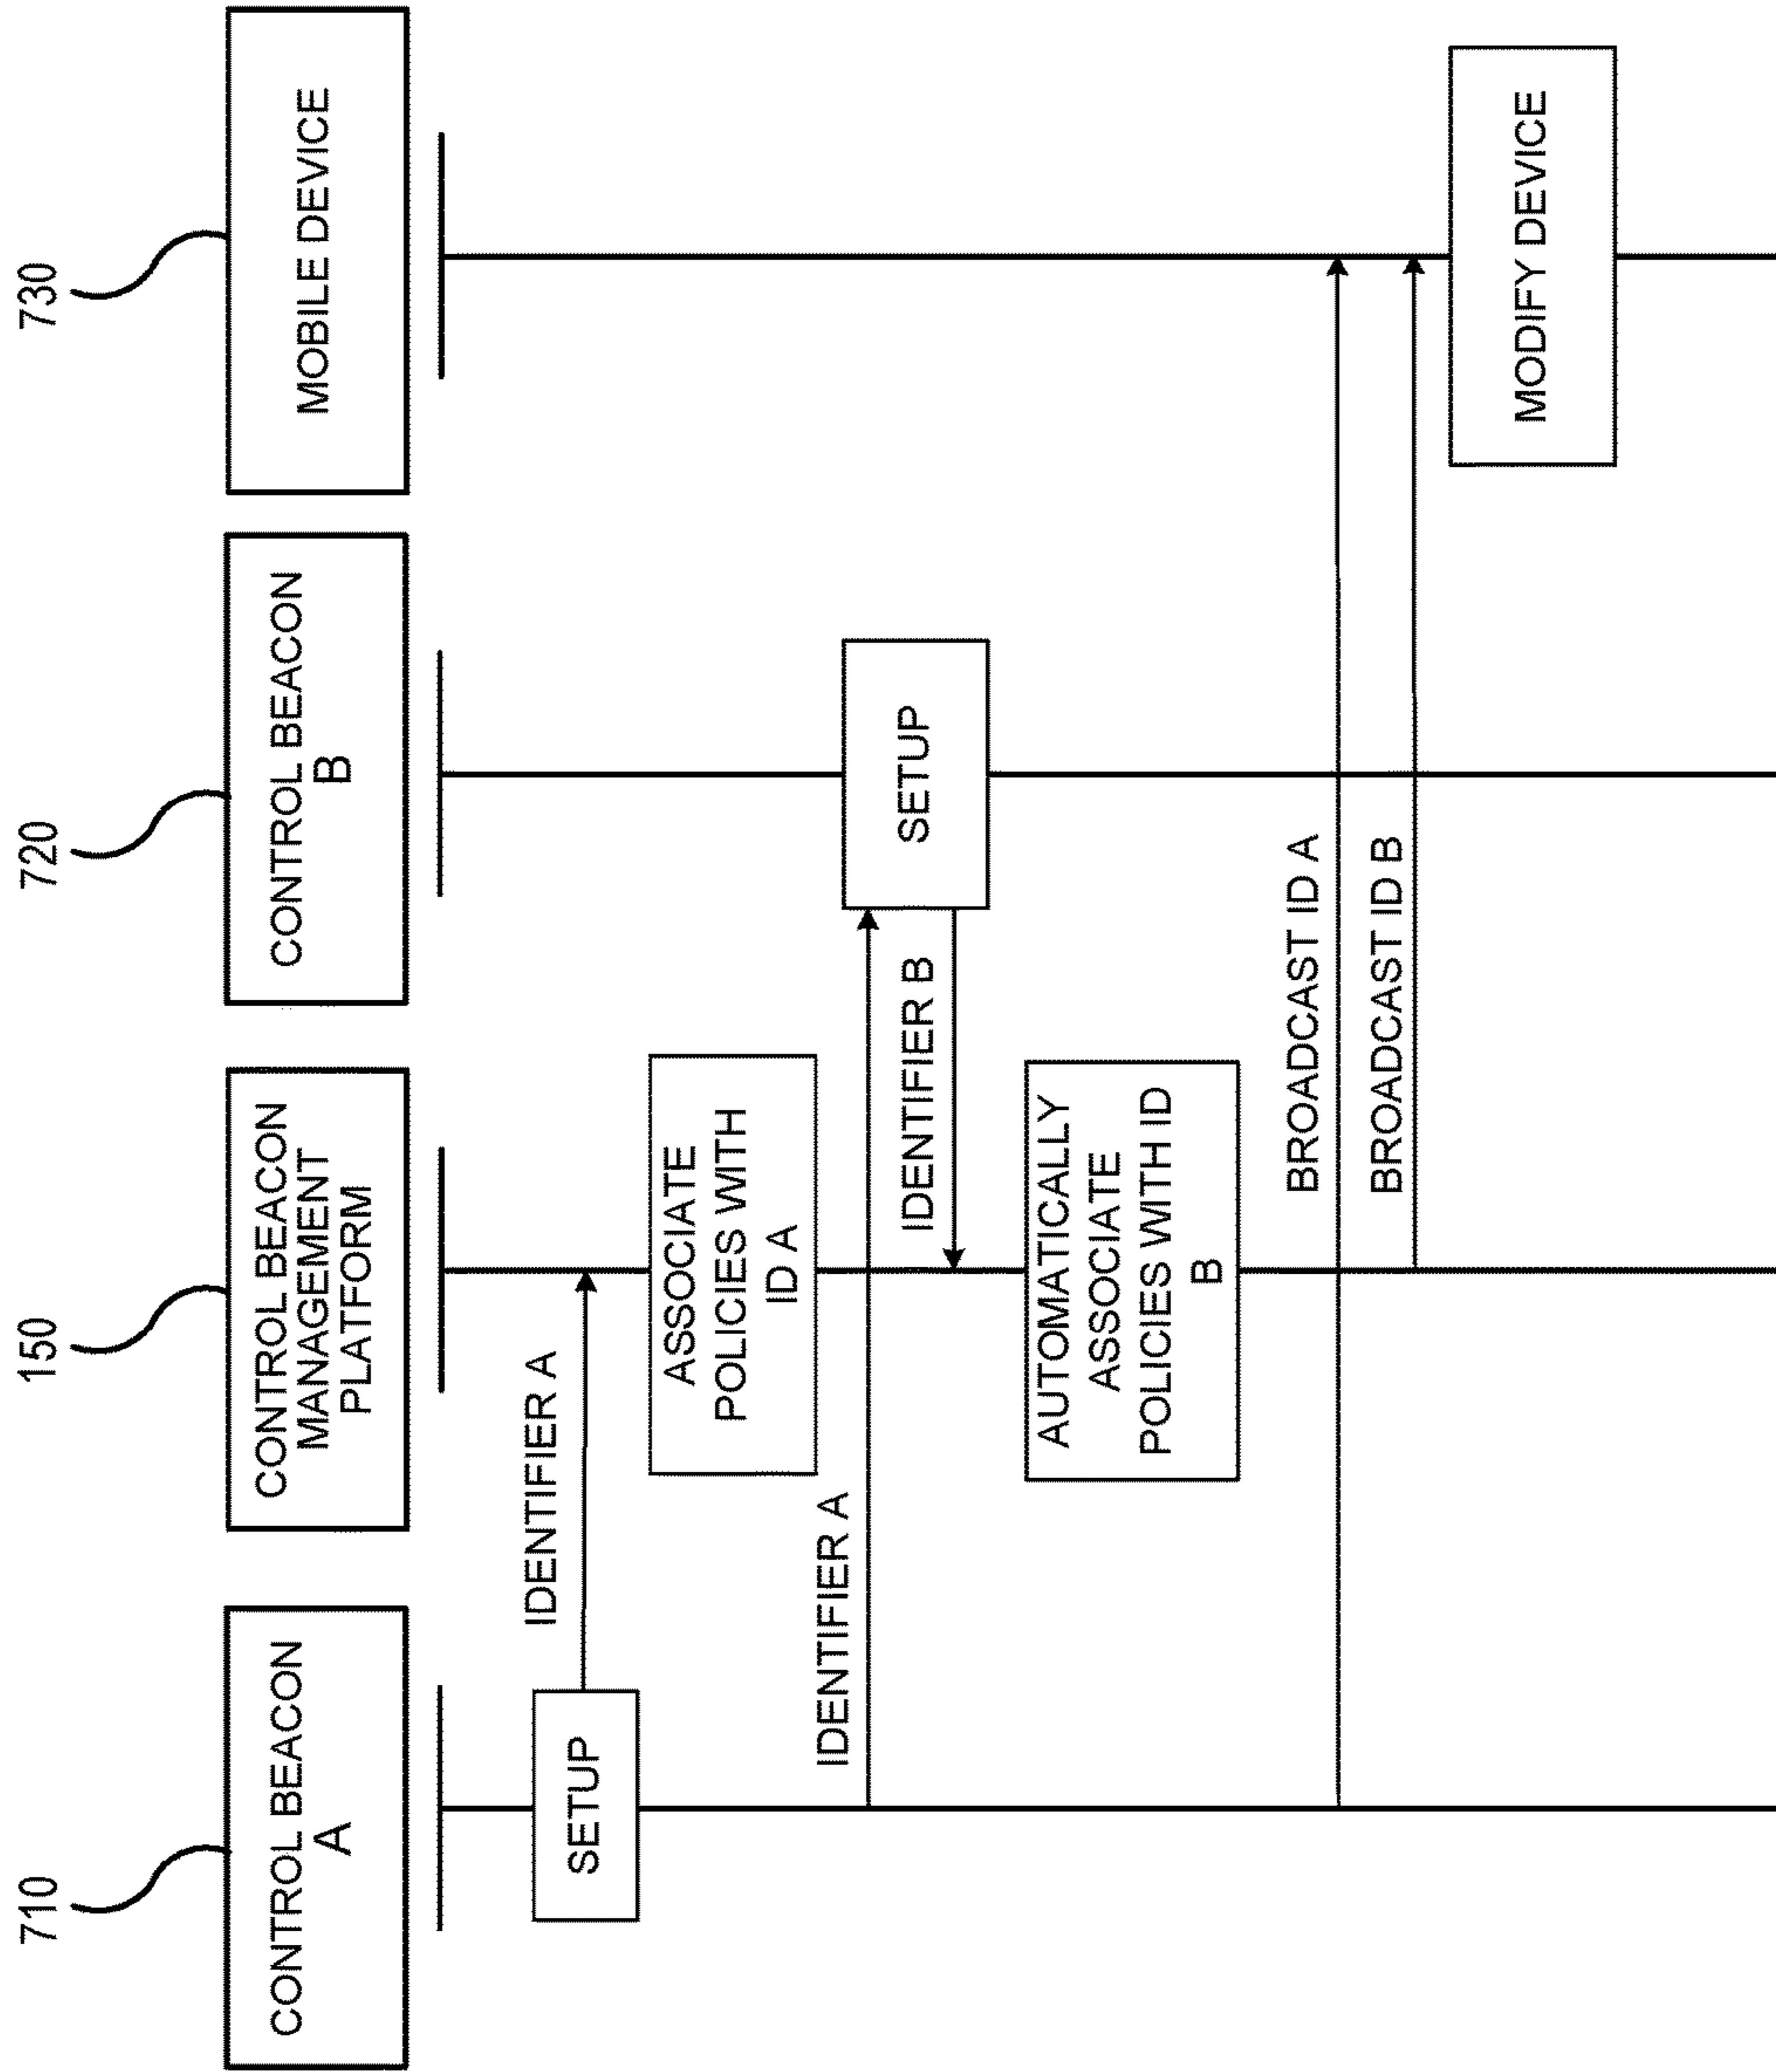 710
150
720
730
CONTROL BEACON
A
CONTROL BEACON
MANAGEMENT
PLATFORM
CONTROL BEACON
B
MOBILE DEVICE
SETUP
IDENTIFIER A
ASSOCIATE
POLICIES WITH
ID A
IDENTIFIER A
SETUP
IDENTIFIER B
AUTOMATICALLY
ASSOCIATE
POLICIES WITH ID
B
BROADCAST ID A
BROADCAST ID B
MODIFY DEVICE